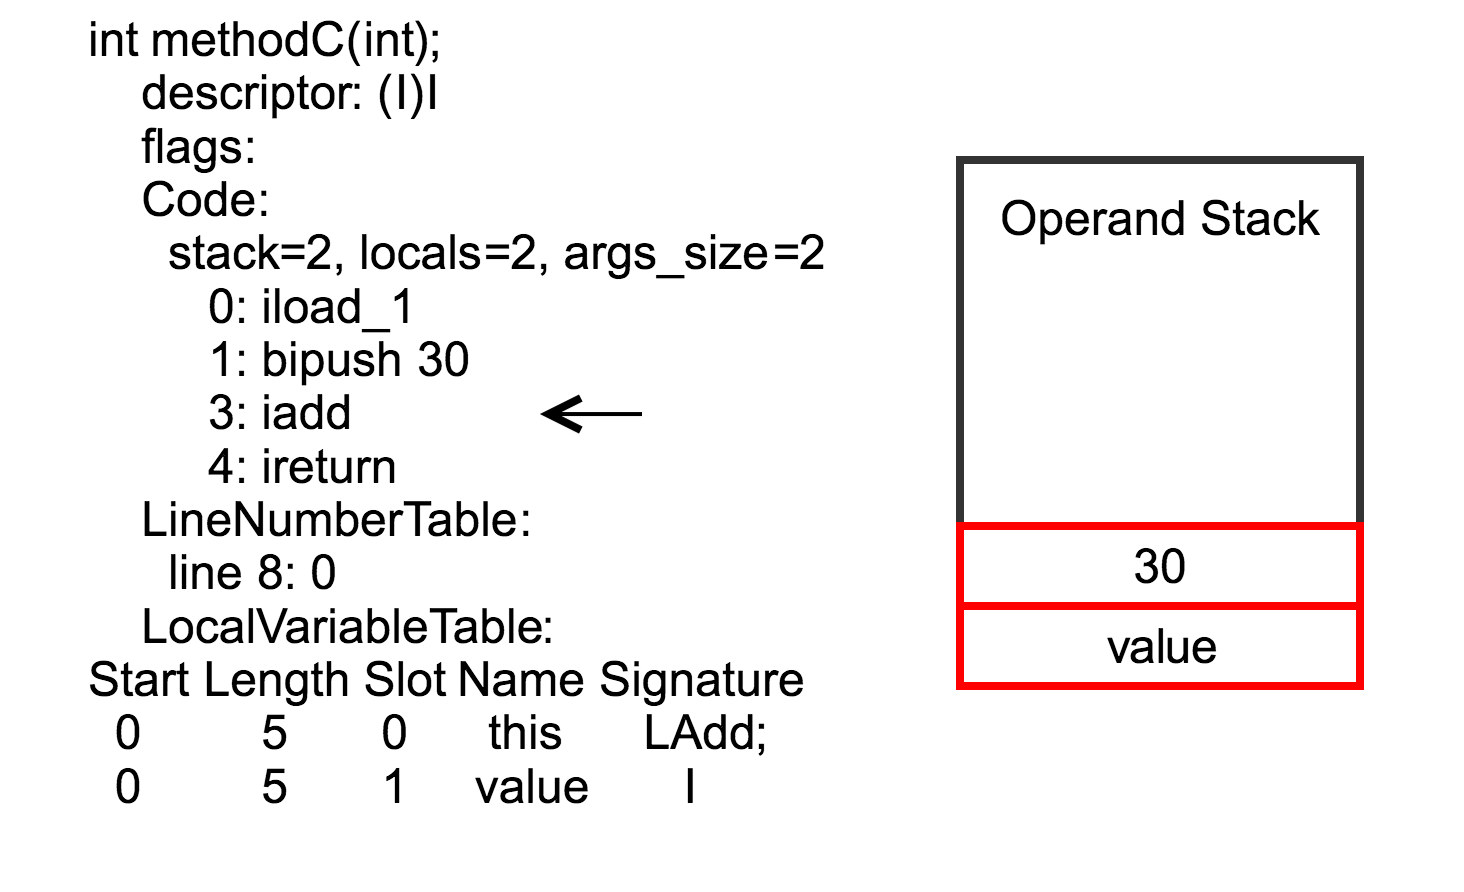 int methodC(int);
descriptor: (I)I
flags:
Code:
stack=2, locals=2, args_size=2
0: iload_1
1: bipush 30
3: iadd
4: ireturn
LineNumberTable:
line 8: 0
LocalVariableTable:
Start Length Slot Name Signature
0 5 0 this LAdd;
0 5 1 value I
Operand Stack
30
value